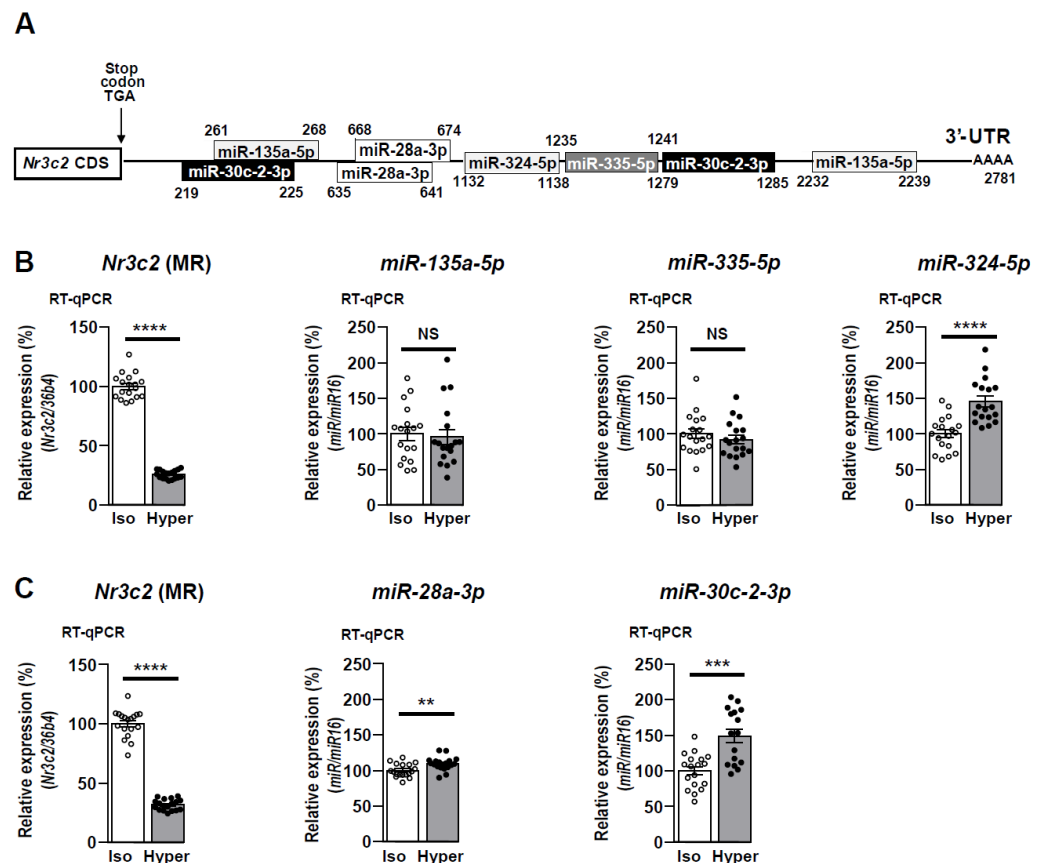 A
Stop
codon
TGA
261 268 668 674 1235 1241 3'-UTR
Nr3c2 CDS
miR-135a-5p miR-28a-3p
miR-324-5p miR-335-5p miR-30c-2-3p miR-135a-5p AAAA
miR-30c-2-3p miR-28a-3p
219 225 635 641 1132 1138 1279 1285 2232 2239 2781
B
Nr3c2 (MR)
RT-qPCR
Relative expression (%)
(Nr3c2/36b4)
150
100
50
0
****
Iso Hyper
miR-135a-5p
RT-qPCR
Relative expression (%)
(miR/miR16)
250
200
150
100
50
0
NS
Iso Hyper
miR-335-5p
RT-qPCR
Relative expression (%)
(miR/miR16)
250
200
150
100
50
0
NS
Iso Hyper
miR-324-5p
RT-qPCR
Relative expression (%)
(miR/miR16)
250
200
150
100
50
0
****
Iso Hyper
C
Nr3c2 (MR)
RT-qPCR
Relative expression (%)
(Nr3c2/36b4)
150
100
50
0
****
Iso Hyper
miR-28a-3p
RT-qPCR
Relative expression (%)
(miR/miR16)
250
200
150
100
50
0
**
Iso Hyper
miR-30c-2-3p
RT-qPCR
Relative expression (%)
(miR/miR16)
250
200
150
100
50
0
***
Iso Hyper